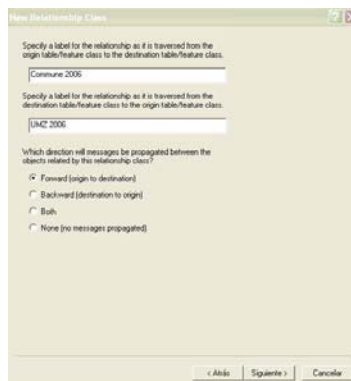 New Relationship Class
Specify a label for the relationship as it is traversed from the
origin table/feature class to the destination table/feature class.
Commune 2006
Specify a label for the relationship as it is traversed from the
destination table/feature class to the origin table/feature class.
UMZ 2006
Which direction will messages be propagated between the
objects related by this relationship class?
Forward (origin to destination)
Backward (destination to origin)
Both
None (no messages propagated)
< Atrás
Siguiente >
Cancelar